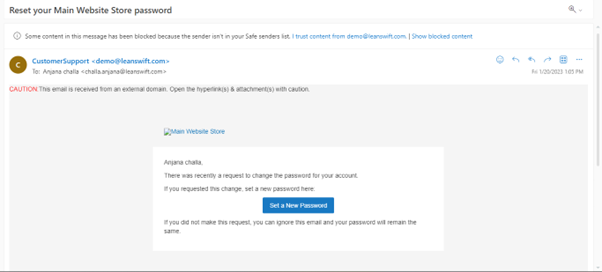 Reset your Main Website Store password
Some content in this message has been blocked because the sender isn't in your Safe senders list. I trust content from demo@leanswift.com. | Show blocked content
C
CustomerSupport <demo@leanswift.com>
To: Anjana challa <challa.anjana@leanswift.com>
Fri 1/20/2023 1:05 PM
CAUTION:This email is received from an external domain. Open the hyperlink(s) & attachment(s) with caution.
Main Website Store
Anjana challa,
There was recently a request to change the password for your account.
If you requested this change, set a new password here:
Set a New Password
If you did not make this request, you can ignore this email and your password will remain the
same.